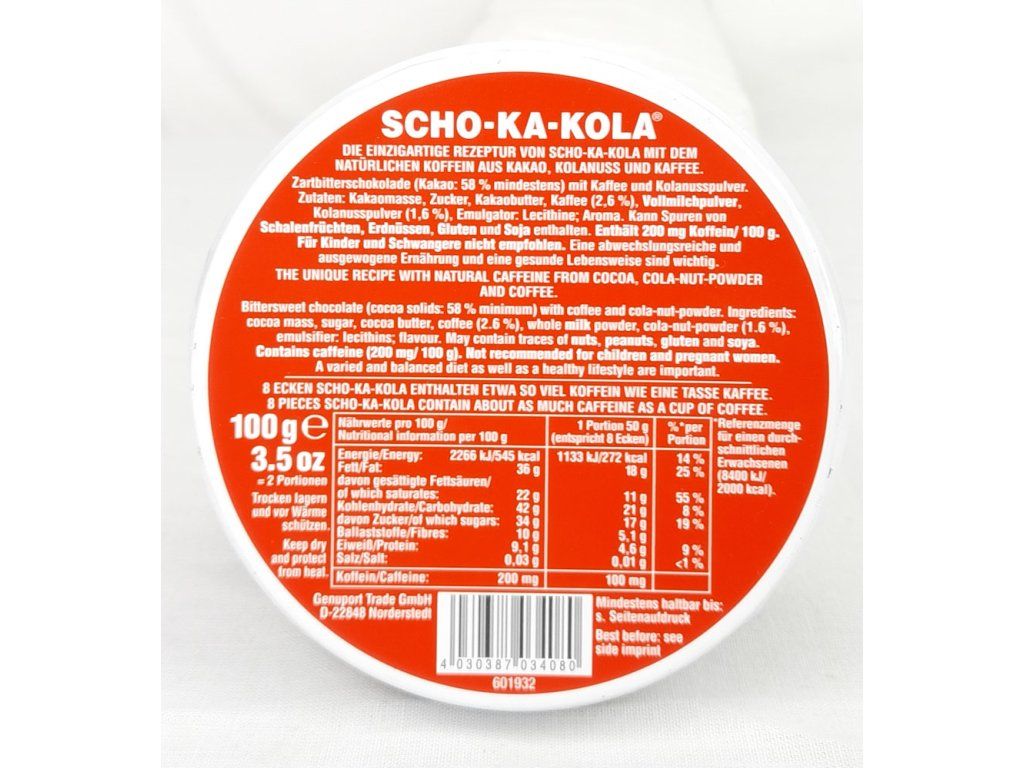 SCHO-KA-KOLA®
DIE EINZIGARTIGE REZEPTUR VON SCHO-KA-KOLA MIT DEM
NATÜRLICHEN KOFFEIN AUS KAKAO, KOLANUSS UND KAFFEE.
Zartbitterschokolade (Kakao: 58 % mindestens) mit Kaffee und Kolanusspulver.
Zutaten: Kakaomasse, Zucker, Kakaobutter, Kaffee (2,6 %), Vollmilchpulver,
Kolanusspulver (1,6 %), Emulgator: Lecithine; Aroma. Kann Spuren von
Schalenfrüchten, Erdnüssen, Gluten und Soja enthalten. Enthält 200 mg Koffein/ 100 g.
Für Kinder und Schwangere nicht empfohlen. Eine abwechslungsreiche und
ausgewogene Ernährung und eine gesunde Lebensweise sind wichtig.
THE UNIQUE RECIPE WITH NATURAL CAFFEINE FROM COCOA, COLA-NUT-POWDER
AND COFFEE.
Bittersweet chocolate (cocoa solids: 58 % minimum) with coffee and cola-nut-powder. Ingredients:
cocoa mass, sugar, cocoa butter, coffee (2.6 %), whole milk powder, cola-nut-powder (1.6 %),
emulsifier: lecithins; flavour. May contain traces of nuts, peanuts, gluten and soya.
Contains caffeine (200 mg/ 100 g). Not recommended for children and pregnant women.
A varied and balanced diet as well as a healthy lifestyle are important.
8 ECKEN SCHO-KA-KOLA ENTHALTEN ETWA SO VIEL KOFFEIN WIE EINE TASSE KAFFEE.
8 PIECES SCHO-KA-KOLA CONTAIN ABOUT AS MUCH CAFFEINE AS A CUP OF COFFEE.
100 g e
3.5 oz
= 2 Portionen
Trocken lagern
und vor Wärme
schützen.
Keep dry
and protect
from heat.
Nährwerte pro 100 g/ 1 Portion 50 g %*per
Nutritional information per 100 g (entspricht 8 Ecken) Portion
Energie/Energy: 2266 kJ/545 kcal 1133 kJ/272 kcal 14 %
Fett/Fat: 36 g 18 g 25 %
davon gesättigte Fettsäuren/
of which saturates: 22 g 11 g 55 %
Kohlenhydrate/Carbohydrate: 42 g 21 g 8 %
davon Zucker/of which sugars: 34 g 17 g 19 %
Ballaststoffe/Fibres: 10 g 5,1 g
Eiweiß/Protein: 9,1 g 4,6 g 9 %
Salz/Salt: 0,03 g 0,01 g <1 %
Koffein/Caffeine: 200 mg 100 mg
*Referenzmenge
für einen durch-
schnittlichen
Erwachsenen
(8400 kJ/
2000 kcal).
Genuport Trade GmbH
D-22848 Norderstedt
4 030387 034080
601932
Mindestens haltbar bis:
s. Seitenaufdruck
Best before: see
side imprint